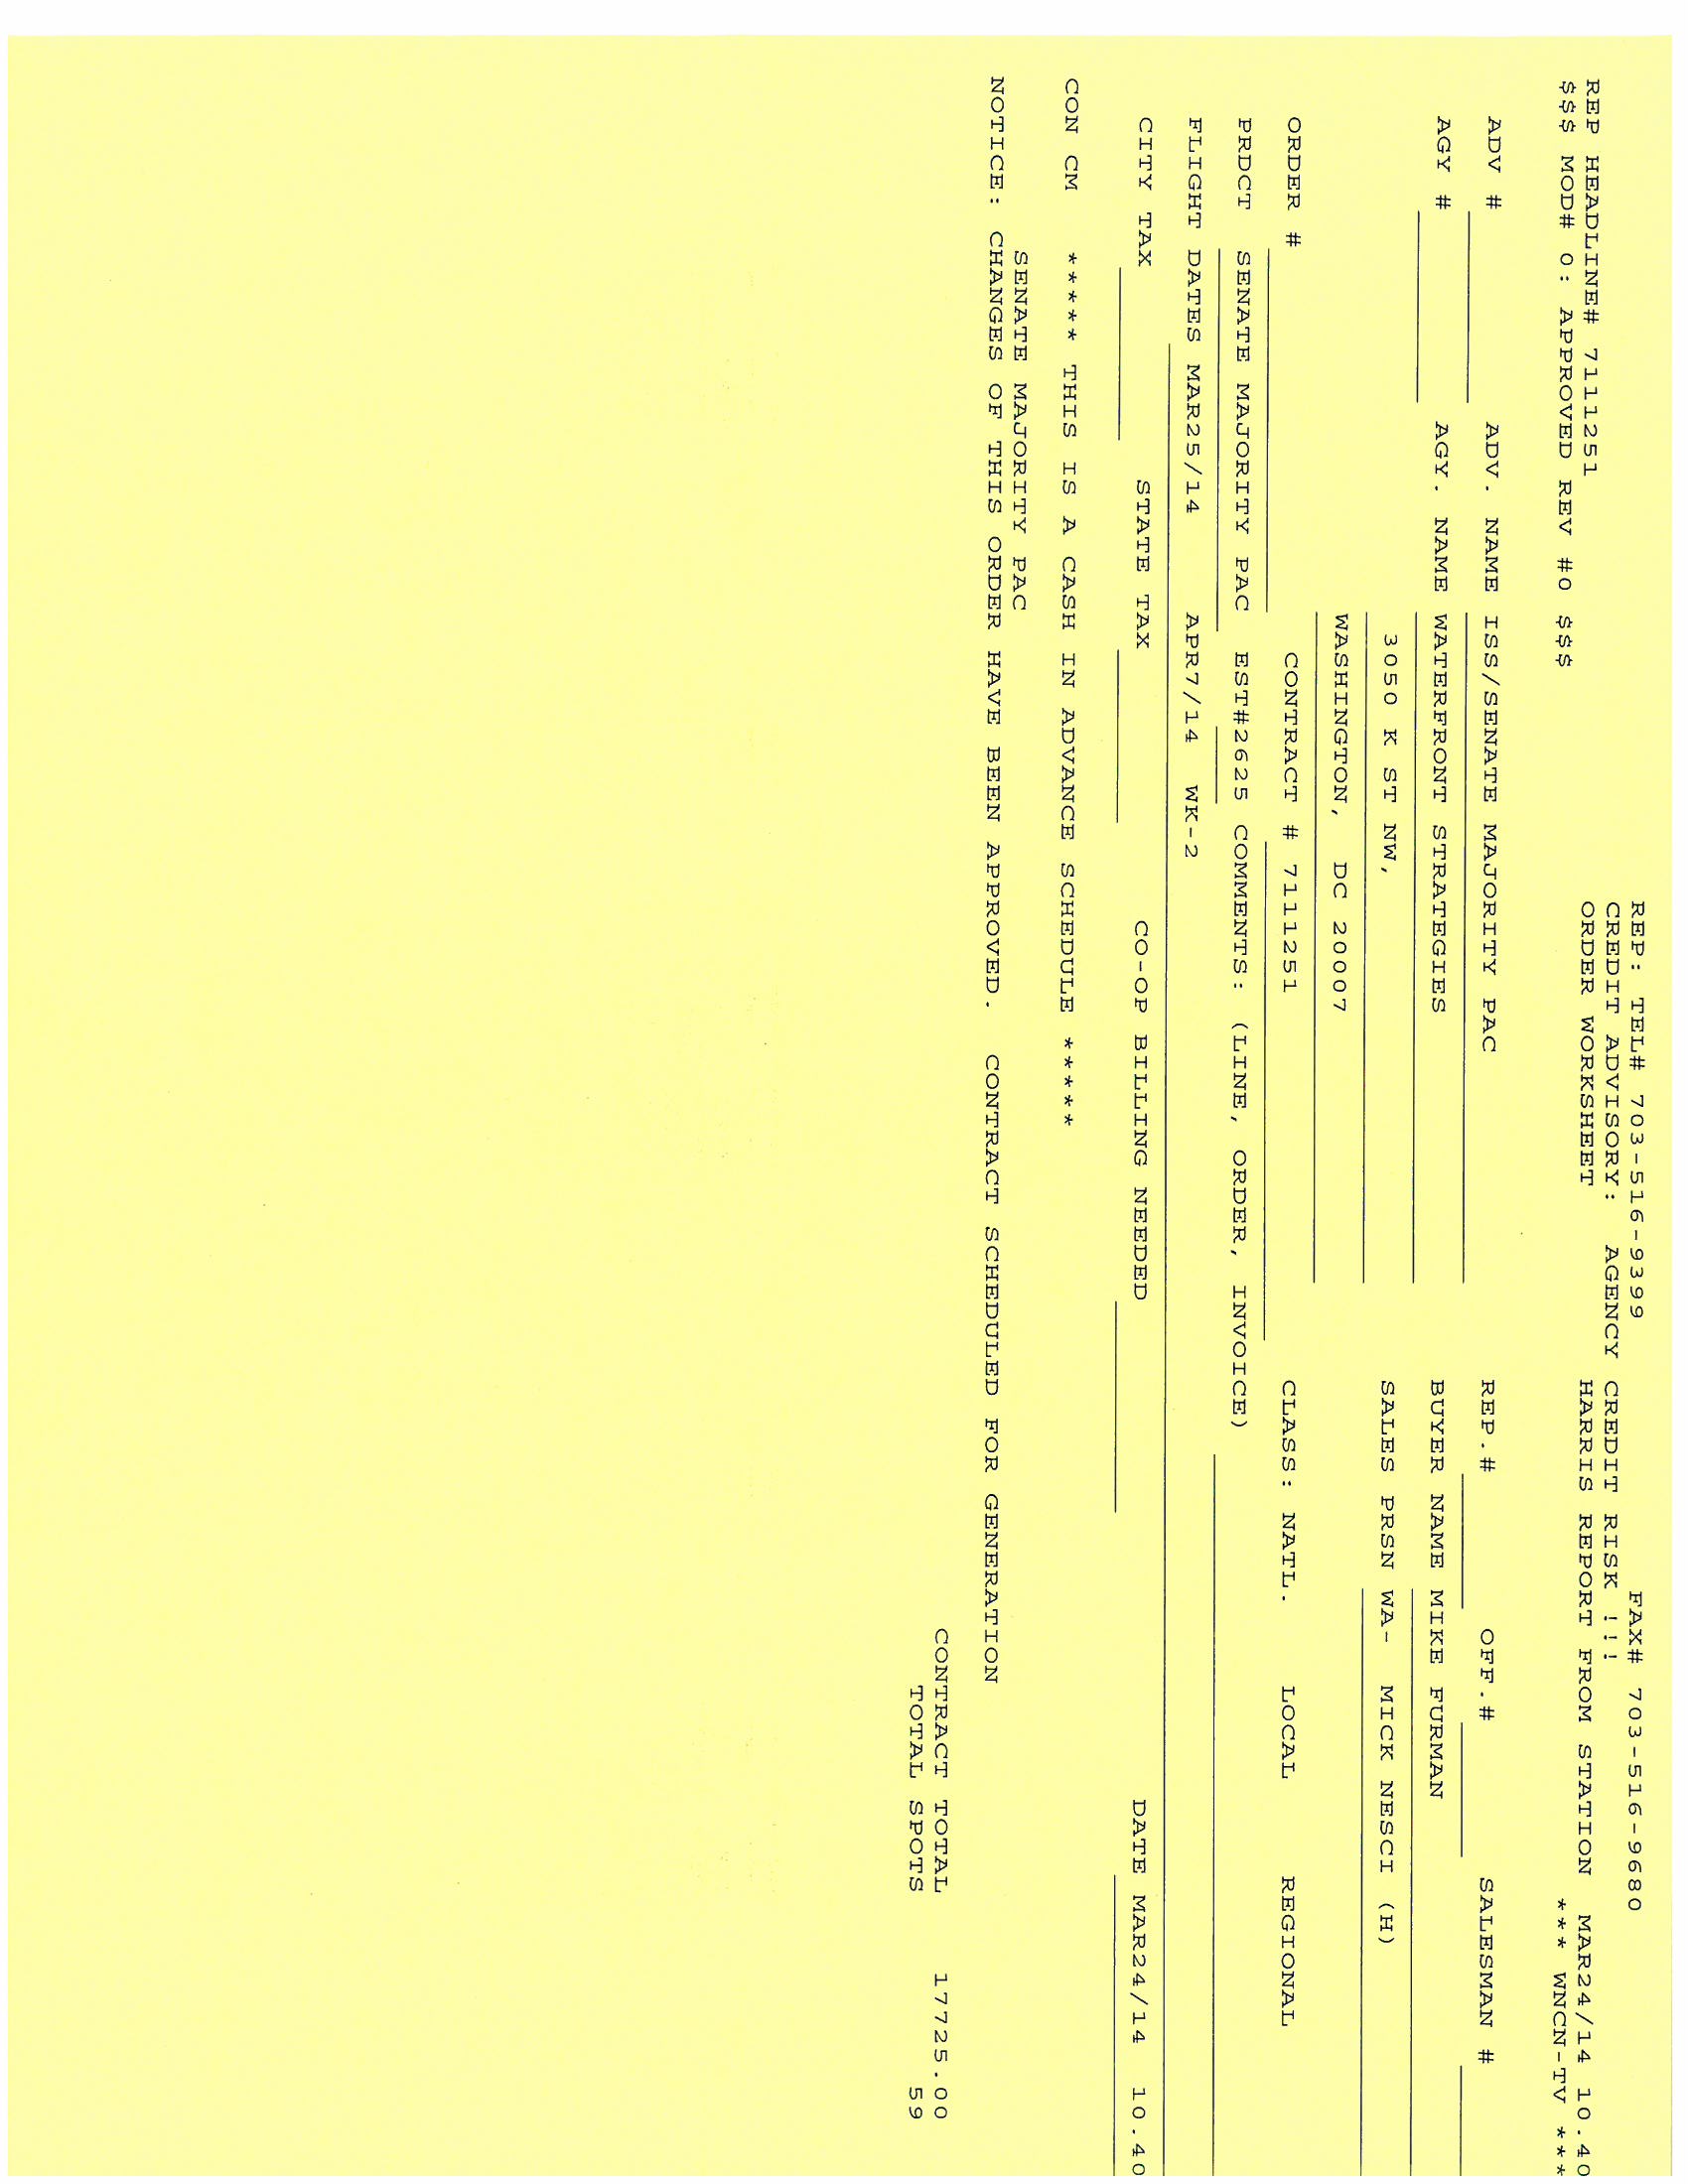 REP: TEL# 703-516-9399 FAX# 703-516-9680
CREDIT ADVISORY: AGENCY CREDIT RISK !!!
REP HEADLINE# 7111251 ORDER WORKSHEET HARRIS REPORT FROM STATION MAR24/14 10.40
$$$ MOD# 0: APPROVED REV #0 $$$ *** WNCN-TV ***
ADV # ADV. NAME ISS/SENATE MAJORITY PAC REP.# OFF.# SALESMAN #
AGY # AGY. NAME WATERFRONT STRATEGIES BUYER NAME MIKE FURMAN
3050 K ST NW, SALES PRSN WA- MICK NESCI (H)
WASHINGTON, DC 20007
ORDER # CONTRACT # 7111251 CLASS: NATL. LOCAL REGIONAL
PRDCT SENATE MAJORITY PAC EST#2625 COMMENTS: (LINE, ORDER, INVOICE)
FLIGHT DATES MAR25/14 APR7/14 WK-2
CITY TAX STATE TAX CO-OP BILLING NEEDED DATE MAR24/14 10.40
CON CM ***** THIS IS A CASH IN ADVANCE SCHEDULE *****
SENATE MAJORITY PAC
NOTICE: CHANGES OF THIS ORDER HAVE BEEN APPROVED. CONTRACT SCHEDULED FOR GENERATION
CONTRACT TOTAL 17725.00
TOTAL SPOTS 59